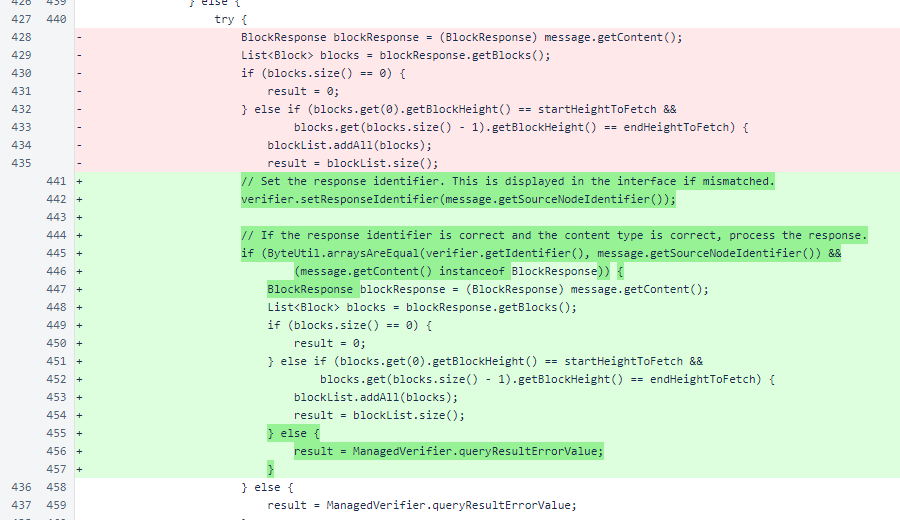 426 439 } else {
427 440 try {
428 - BlockResponse blockResponse = (BlockResponse) message.getContent();
429 - List<Block> blocks = blockResponse.getBlocks();
430 - if (blocks.size() == 0) {
431 - result = 0;
432 - } else if (blocks.get(0).getBlockHeight() == startHeightToFetch &&
433 - blocks.get(blocks.size() - 1).getBlockHeight() == endHeightToFetch) {
434 - blockList.addAll(blocks);
435 - result = blockList.size();
441 + // Set the response identifier. This is displayed in the interface if mismatched.
442 + verifier.setResponseIdentifier(message.getSourceNodeIdentifier());
443 +
444 + // If the response identifier is correct and the content type is correct, process the response.
445 + if (ByteUtil.arraysAreEqual(verifier.getIdentifier(), message.getSourceNodeIdentifier()) &&
446 + (message.getContent() instanceof BlockResponse)) {
447 + BlockResponse blockResponse = (BlockResponse) message.getContent();
448 + List<Block> blocks = blockResponse.getBlocks();
449 + if (blocks.size() == 0) {
450 + result = 0;
451 + } else if (blocks.get(0).getBlockHeight() == startHeightToFetch &&
452 + blocks.get(blocks.size() - 1).getBlockHeight() == endHeightToFetch) {
453 + blockList.addAll(blocks);
454 + result = blockList.size();
455 + } else {
456 + result = ManagedVerifier.queryResultErrorValue;
457 + }
436 458 } else {
437 459 result = ManagedVerifier.queryResultErrorValue;